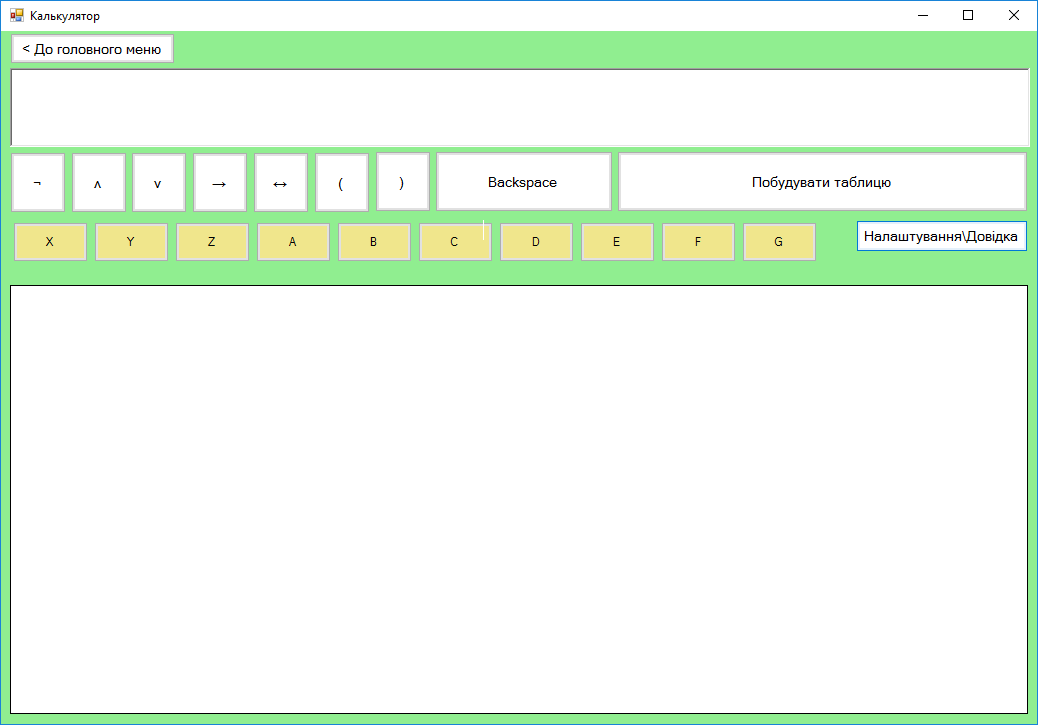 Калькулятор
< До головного меню
¬ ʌ v → ↔ ( ) Backspace Побудувати таблицю
X Y Z A B C D E F G Налаштування\Довідка